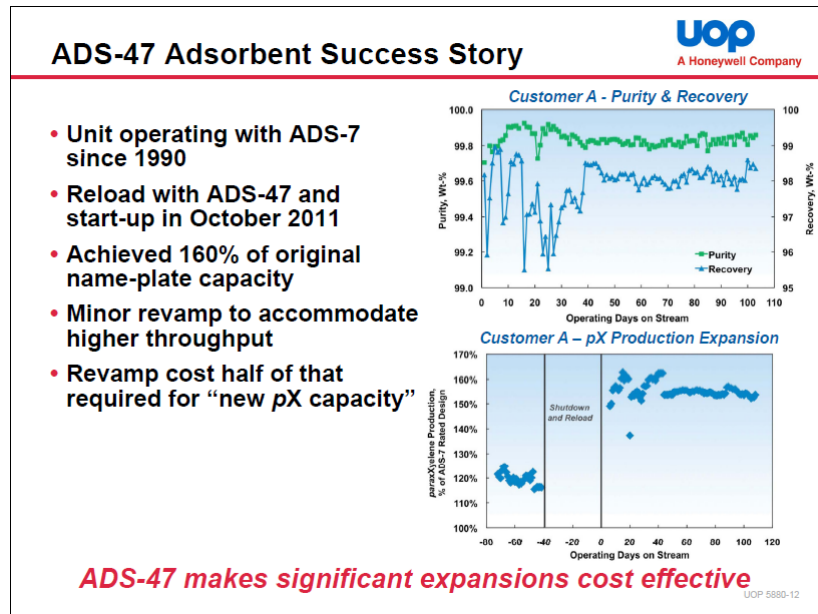 ADS-47 Adsorbent Success Story
uop
A Honeywell Company
• Unit operating with ADS-7
since 1990
• Reload with ADS-47 and
start-up in October 2011
• Achieved 160% of original
name-plate capacity
• Minor revamp to accommodate
higher throughput
• Revamp cost half of that
required for “new pX capacity”
Customer A - Purity & Recovery
100.0
99.8
99.6
99.4
99.2
99.0
Purity, Wt-%
100
99
98
97
96
95
Recovery, Wt-%
Purity
Recovery
0 10 20 30 40 50 60 70 80 90 100 110
Operating Days on Stream
Customer A – pX Production Expansion
170%
160%
150%
140%
130%
120%
110%
100%
paraxXyelene Production,
% of ADS-7 Rated Design
Shutdown
and Reload
-80 -60 -40 -20 0 20 40 60 80 100 120
Operating Days on Stream
ADS-47 makes significant expansions cost effective
UOP 5880-12